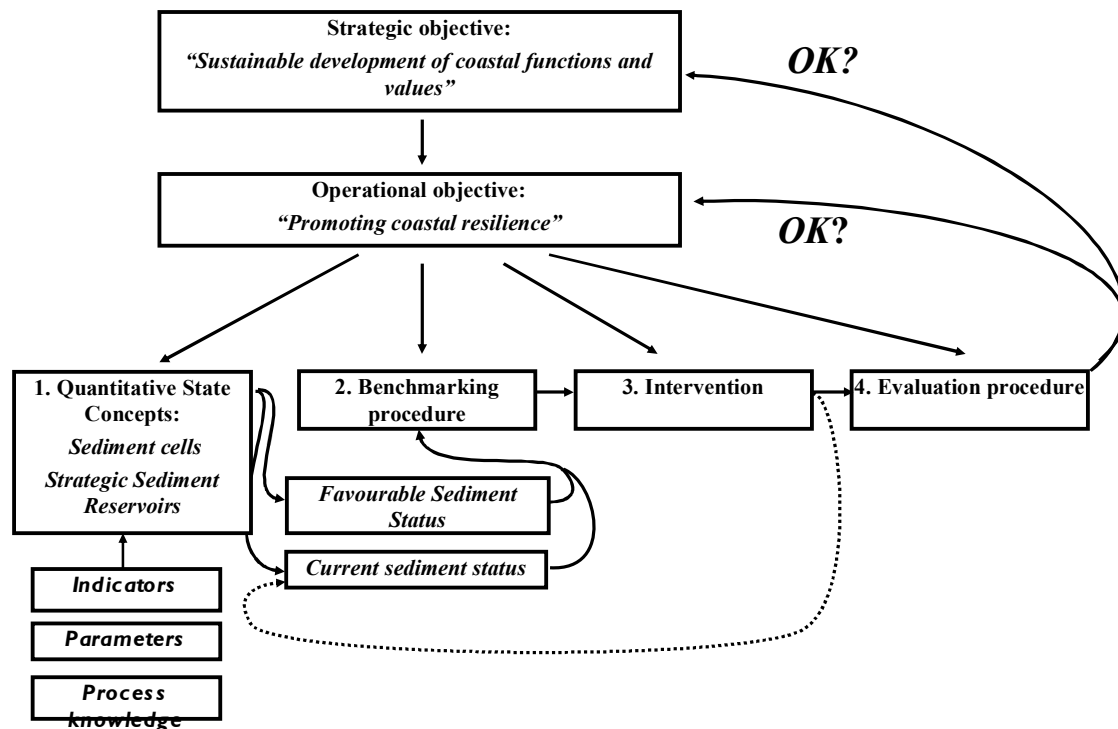 Strategic objective:
“Sustainable development of coastal functions and
values”
OK?
Operational objective:
“Promoting coastal resilience”
OK?
1. Quantitative State
Concepts:
Sediment cells
Strategic Sediment
Reservoirs
2. Benchmarking
procedure
3. Intervention
4. Evaluation procedure
Favourable Sediment
Status
Current sediment status
Indicators
Parameters
Process
knowledge